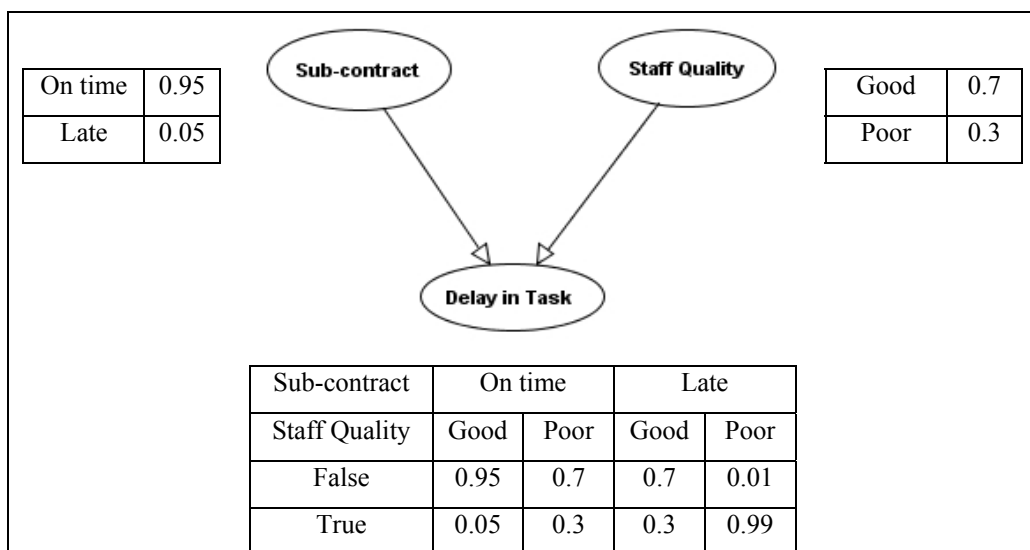 Sub-contract
Staff Quality
On time 0.95
Late 0.05
Good 0.7
Poor 0.3
Delay in Task
Sub-contract On time Late
Staff Quality Good Poor Good Poor
False 0.95 0.7 0.7 0.01
True 0.05 0.3 0.3 0.99